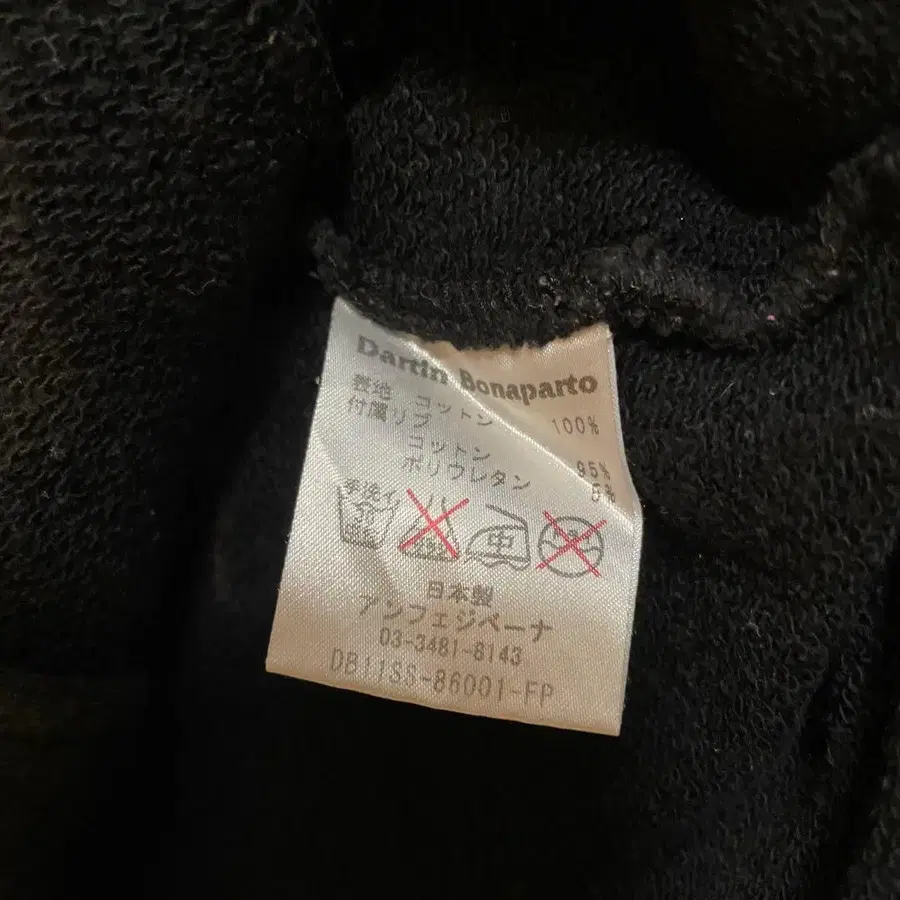 Dartin Bonaparto
表地 コットン 100%
付属リブ
コットン 95%
ポリウレタン 5%
手洗イ
中
日本製
アンフェジベーナ
03-3481-8143
DB11SS-86001-FP